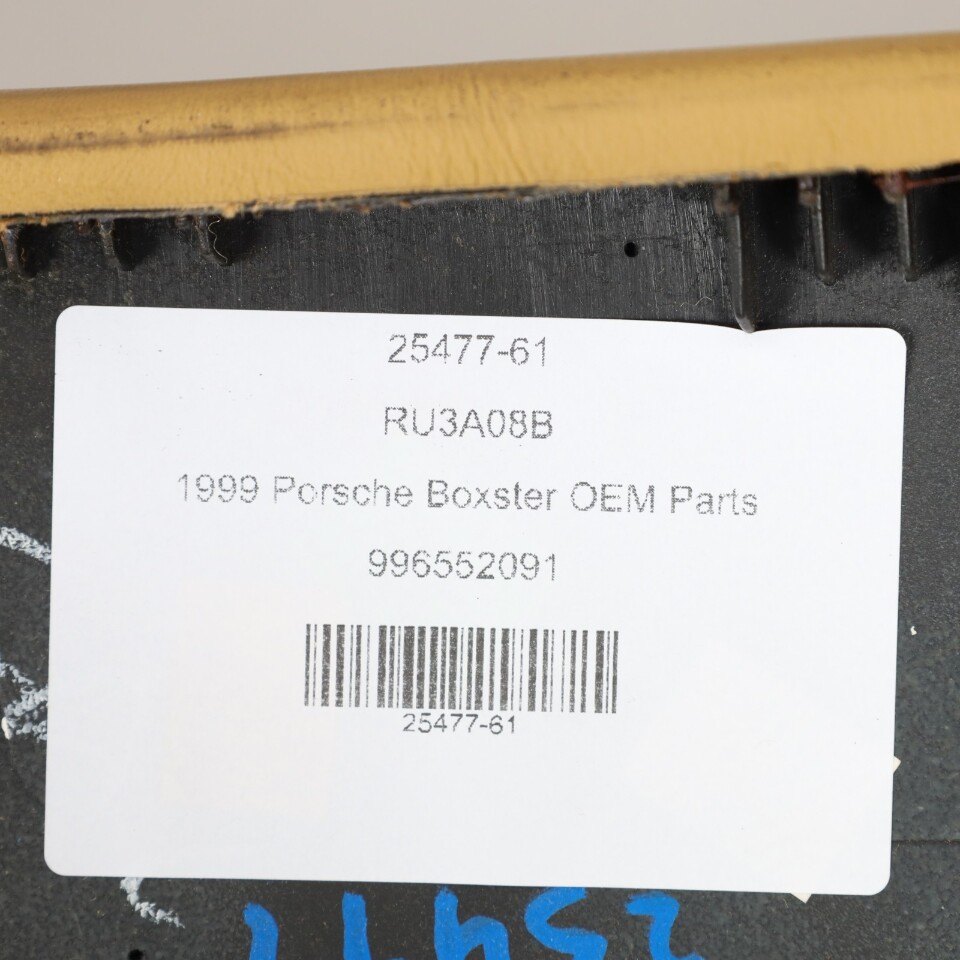 25477-61
RU3A08B
1999 Porsche Boxster OEM Parts
996552091
25477-61